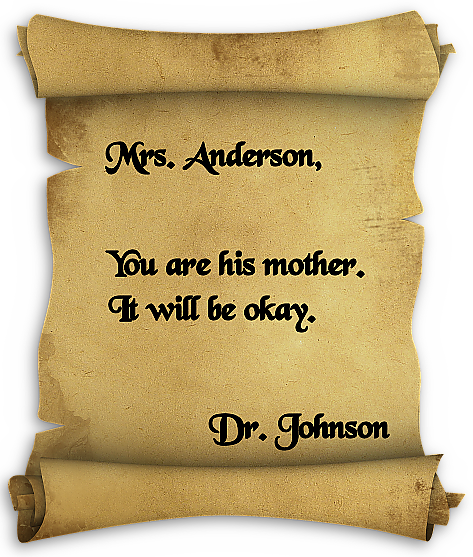 Mrs. Anderson,
You are his mother.
It will be okay.
Dr. Johnson